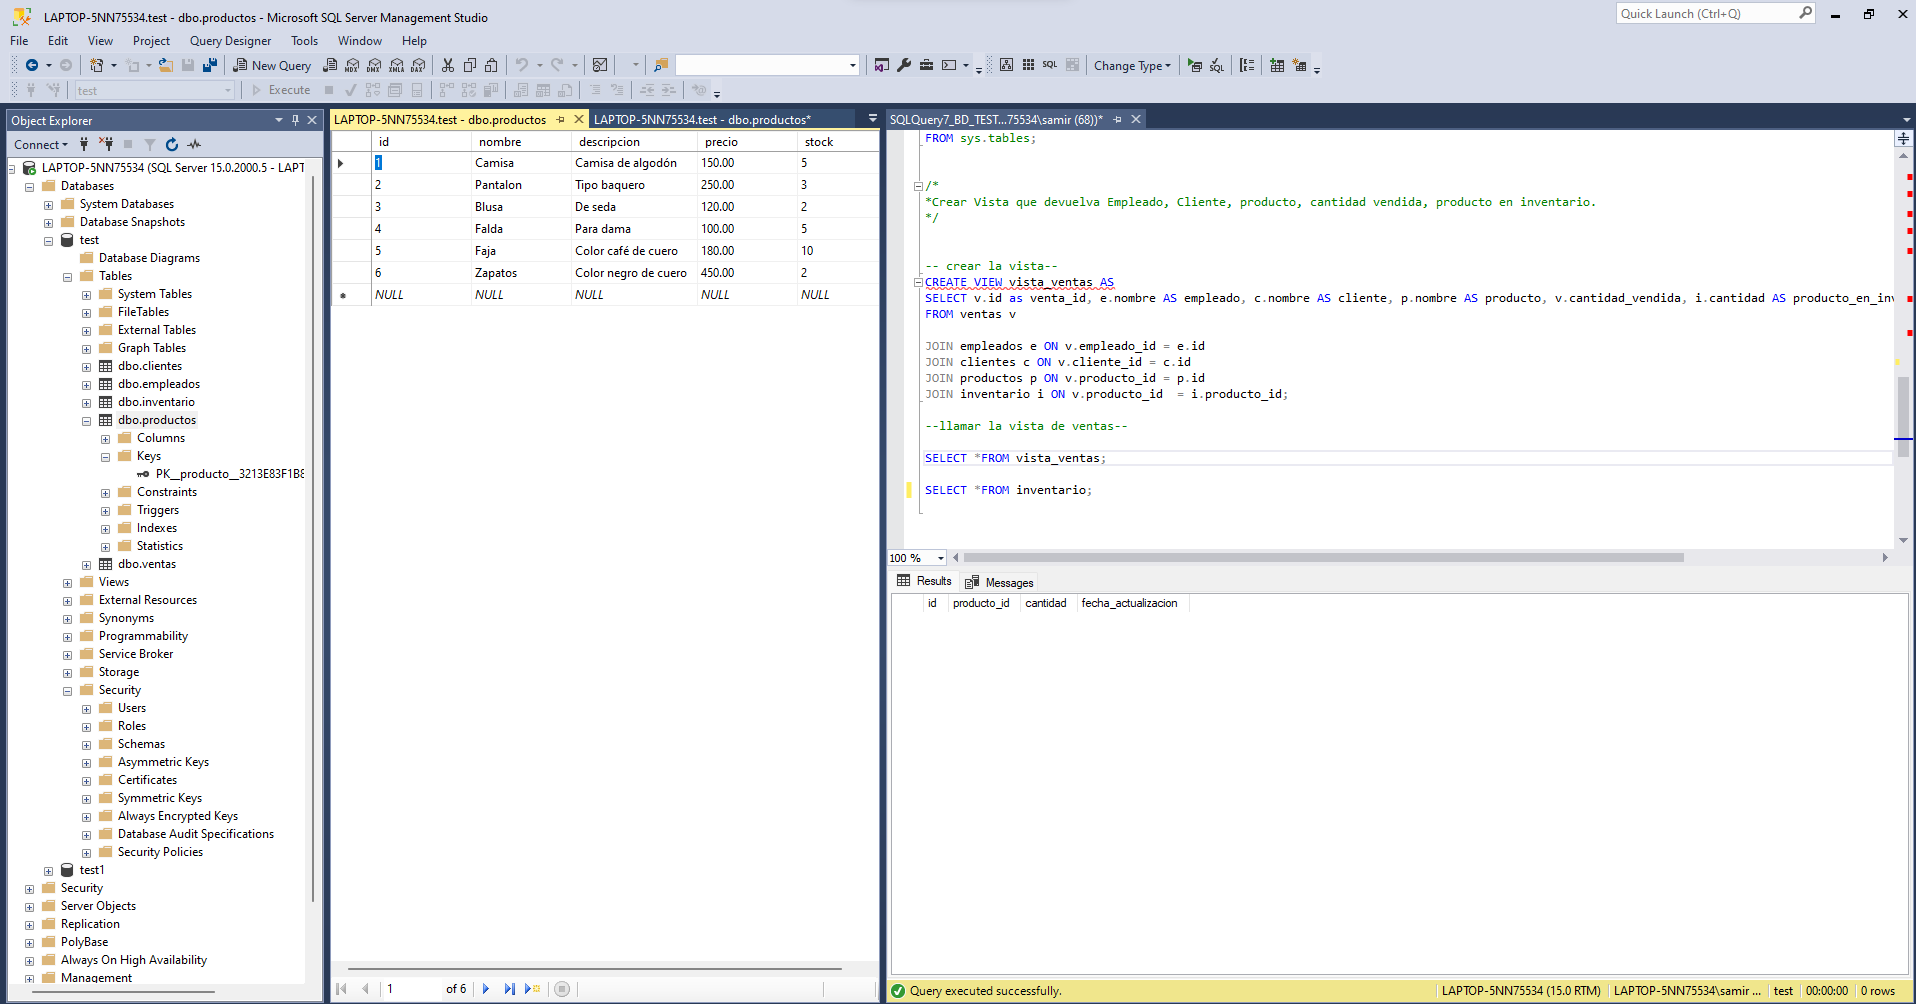 LAPTOP-5NN75534.test - dbo.productos - Microsoft SQL Server Management Studio
Quick Launch (Ctrl+Q)
File Edit View Project Query Designer Tools Window Help
New Query
MDX DMX XMLA DAX
SQL
Change Type
SQL
test
Execute
Object Explorer
Connect
LAPTOP-5NN75534 (SQL Server 15.0.2000.5 - LAPT
Databases
System Databases
Database Snapshots
test
Database Diagrams
Tables
System Tables
FileTables
External Tables
Graph Tables
dbo.clientes
dbo.empleados
dbo.inventario
dbo.productos
Columns
Keys
PK__producto__3213E83F1B8
Constraints
Triggers
Indexes
Statistics
dbo.ventas
Views
External Resources
Synonyms
Programmability
Service Broker
Storage
Security
Users
Roles
Schemas
Asymmetric Keys
Certificates
Symmetric Keys
Always Encrypted Keys
Database Audit Specifications
Security Policies
test1
Security
Server Objects
Replication
PolyBase
Always On High Availability
Management
LAPTOP-5NN75534.test - dbo.productos
LAPTOP-5NN75534.test - dbo.productos*
id nombre descripcion precio stock
1 Camisa Camisa de algodón 150.00 5
2 Pantalon Tipo baquero 250.00 3
3 Blusa De seda 120.00 2
4 Falda Para dama 100.00 5
5 Faja Color café de cuero 180.00 10
6 Zapatos Color negro de cuero 450.00 2
NULL NULL NULL NULL NULL
1 of 6
SQLQuery7_BD_TEST...75534\samir (68))*
FROM sys.tables;
/*
*Crear Vista que devuelva Empleado, Cliente, producto, cantidad vendida, producto en inventario.
*/
-- crear la vista--
CREATE VIEW vista_ventas AS
SELECT v.id as venta_id, e.nombre AS empleado, c.nombre AS cliente, p.nombre AS producto, v.cantidad_vendida, i.cantidad AS producto_en_inv
FROM ventas v
JOIN empleados e ON v.empleado_id = e.id
JOIN clientes c ON v.cliente_id = c.id
JOIN productos p ON v.producto_id = p.id
JOIN inventario i ON v.producto_id  = i.producto_id;
--llamar la vista de ventas--
SELECT *FROM vista_ventas;
SELECT *FROM inventario;
100 %
Results Messages
id producto_id cantidad fecha_actualizacion
Query executed successfully.
LAPTOP-5NN75534 (15.0 RTM) LAPTOP-5NN75534\samir ... test 00:00:00 0 rows